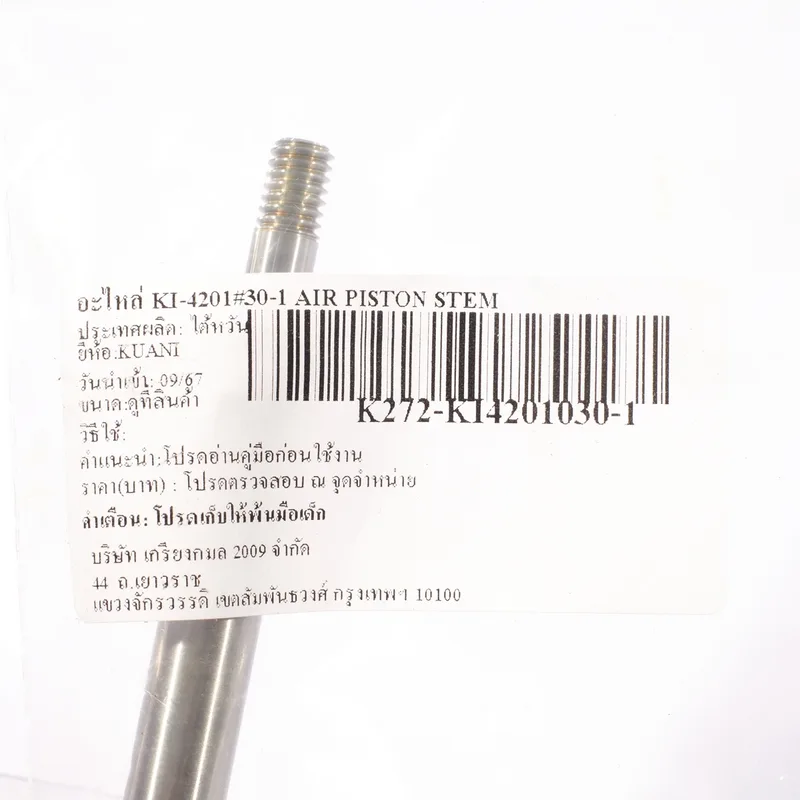 อะไหล่ KI-4201#30-1 AIR PISTON STEM
ประเทศผลิต: ไต้หวัน
ยี่ห้อ:KUANI
วันนำเข้า: 09/67
ขนาด:ดูที่สินค้า
K272-KI4201030-1
วิธีใช้:
คำแนะนำ:โปรดอ่านคู่มือก่อนใช้งาน
ราคา(บาท) : โปรดตรวจสอบ ณ จุดจำหน่าย
คำเตือน: โปรดเก็บให้พ้นมือเด็ก
บริษัท เกรียงกมล 2009 จำกัด
44 ถ.เยาวราช
แขวงจักรวรรดิ เขตสัมพันธวงศ์ กรุงเทพฯ 10100